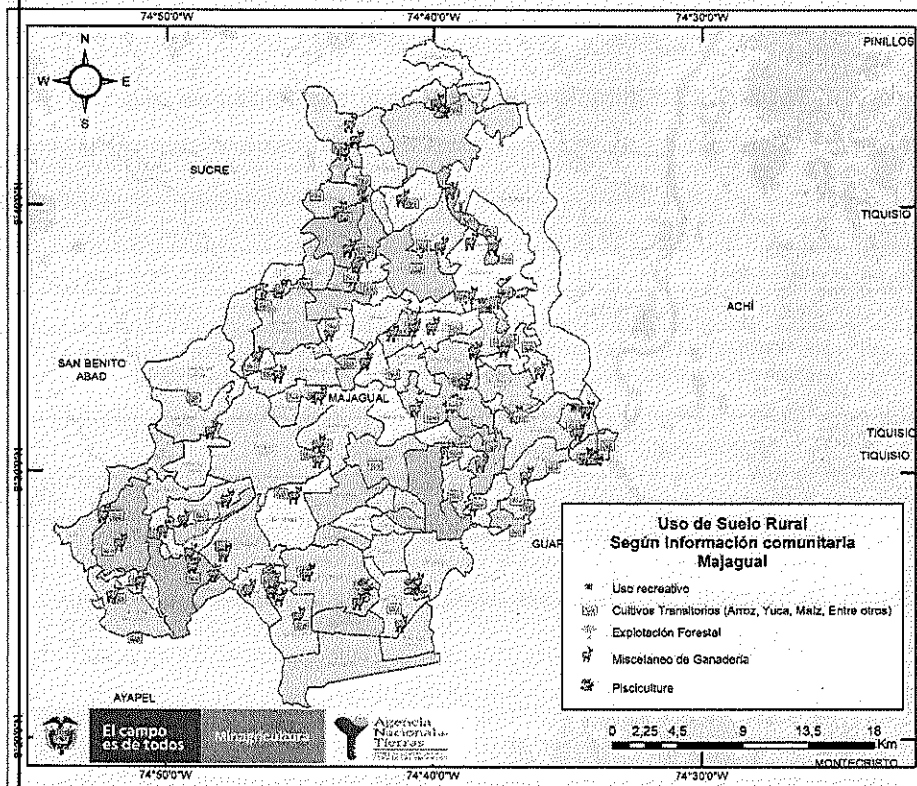 74°50'0"W 74°40'0"W 74°30'0"W
N
W E
S
PINILLOS
SUCRE
TIQUISIO
ACHÍ
SAN BENITO
ABAD
MAJAGUAL
TIQUISIO
TIQUISIO
Uso de Suelo Rural
Según Información comunitaria
Majagual
Uso recreativo
Cultivos Transitorios (Arroz, Yuca, Maíz, Entre otros)
Explotación Forestal
Miscelaneo de Ganadería
Piscicultura
AYAPEL
El campo
es de todos
Minagricultura
Agencia
Nacional de
Tierras
0 2,25 4,5 9 13,5 18
Km
MONTECRISTO
74°50'0"W 74°40'0"W 74°30'0"W